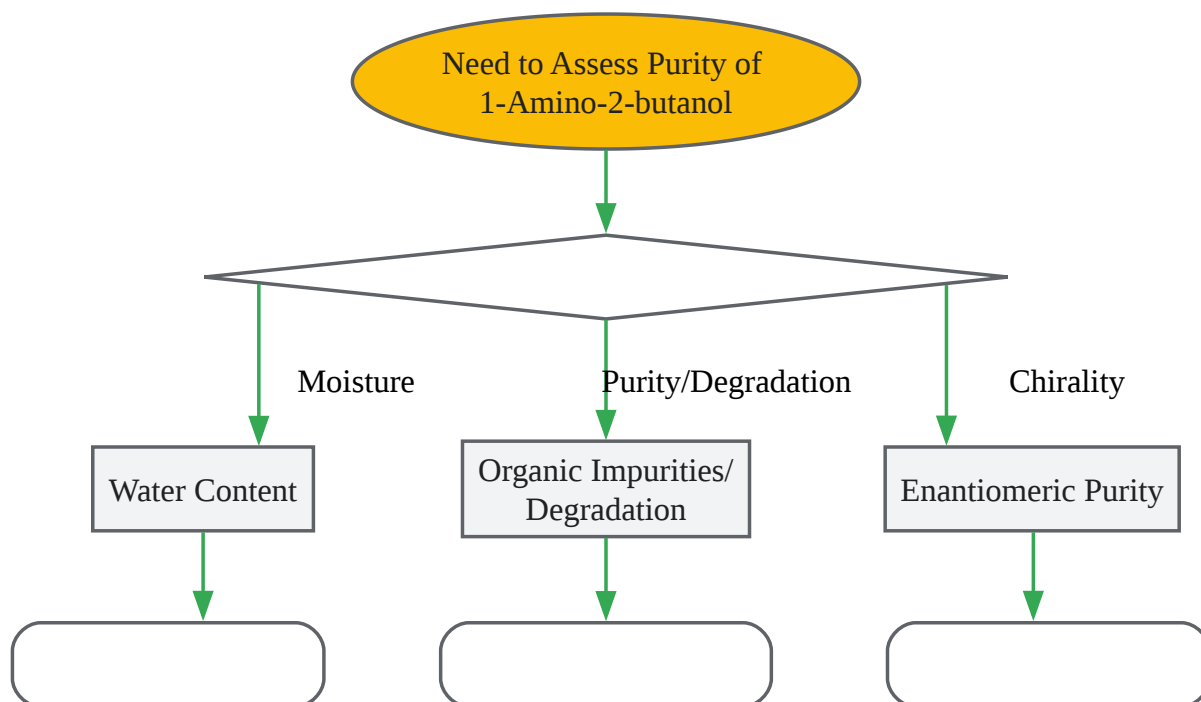 Need to Assess Purity of
1-Amino-2-butanol
Moisture
Purity/Degradation
Chirality
Water Content
Organic Impurities/
Degradation
Enantiomeric Purity